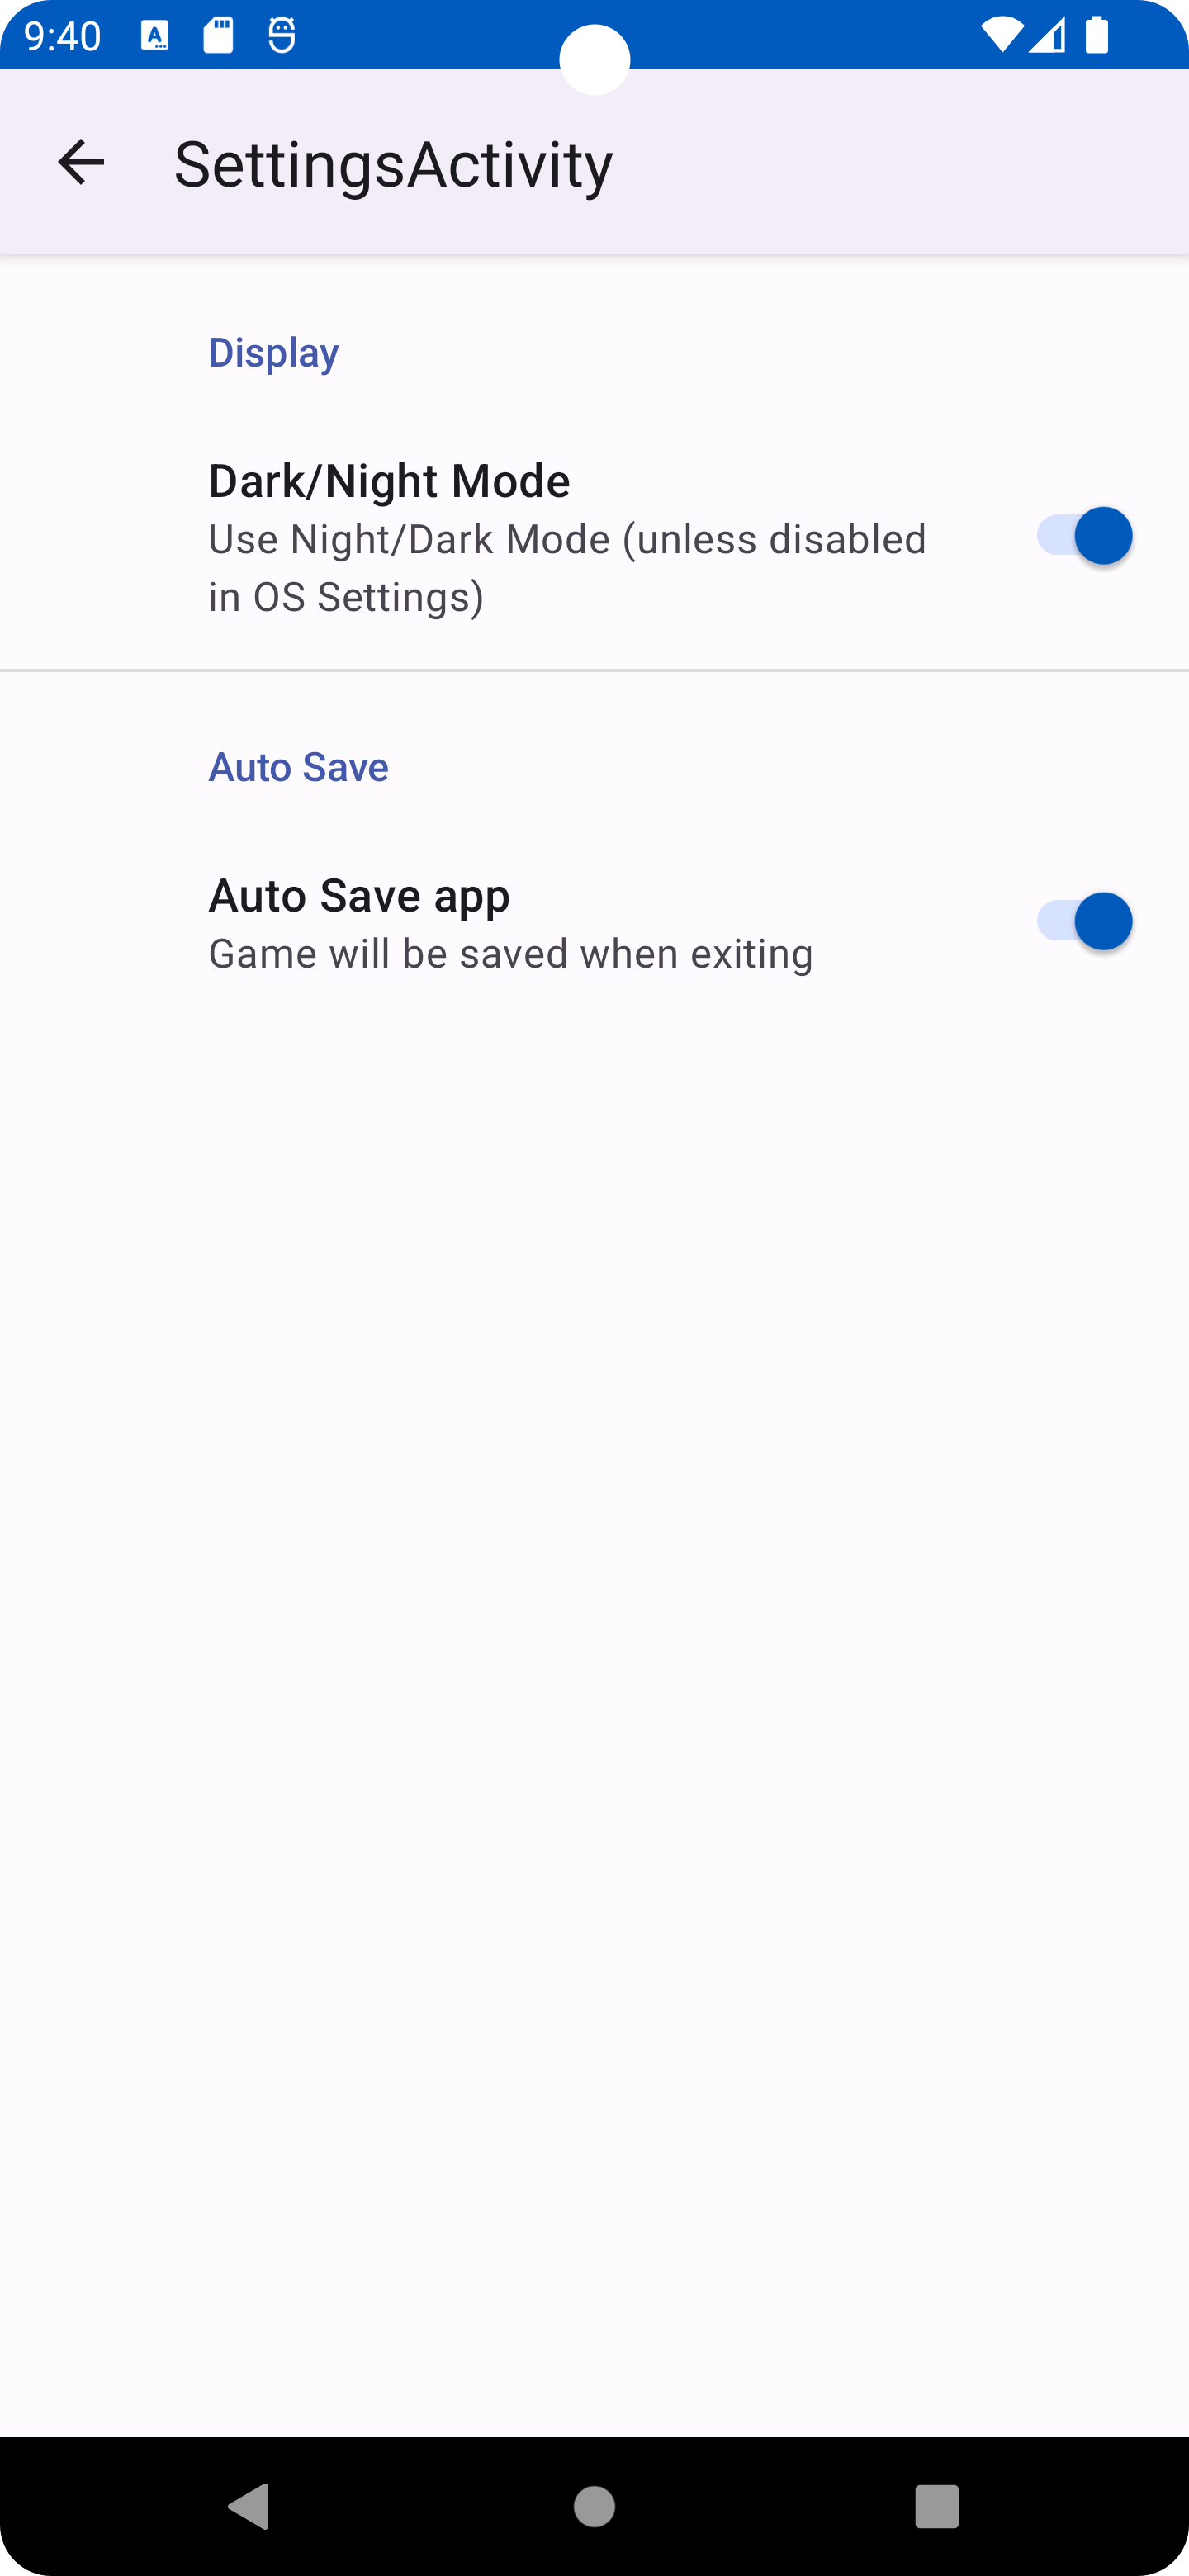 9:40
SettingsActivity
Display
Dark/Night Mode
Use Night/Dark Mode (unless disabled
in OS Settings)
Auto Save
Auto Save app
Game will be saved when exiting